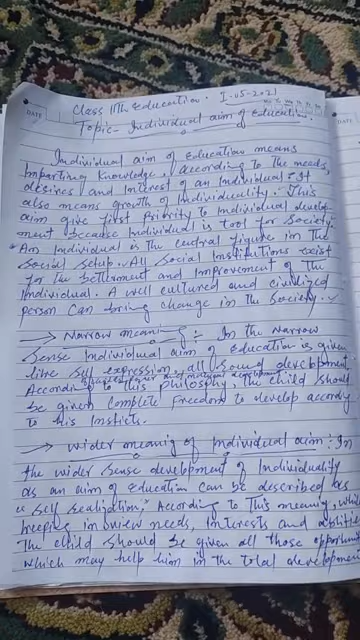 DATE
Class 11th Education. 1-05-2021
Topic- Individual aim of Education.
Individual aim of Education means
Imparting Knowledge, According to the needs,
desires and Interest of an Individual. It
also means growth of Individuality. This
aim give first Priority to Individual develop-
ment because Individual is tool for Society.
An Individual is the central figure in the
Social setup. All Social Institutions exist
for the betterment and Improvement of the
Individual. A well cultured and civilized
person can bring change in the Society.
→ Narrow meaning:- In the Narrow
Sense Individual aim of Education is given
like self expression, all sound development
of natural development
According to this philosophy, the child should
be given complete freedom to develop according
to his Instincts.
→ Wider meaning of Individual aim: In
the wider sense development of Individuality
as an aim of Education can be described as
"Self Realization," According to This meaning, while
keeping in view needs, Interests and abilities
The child should be given all those opportuni
which may help him in the total development